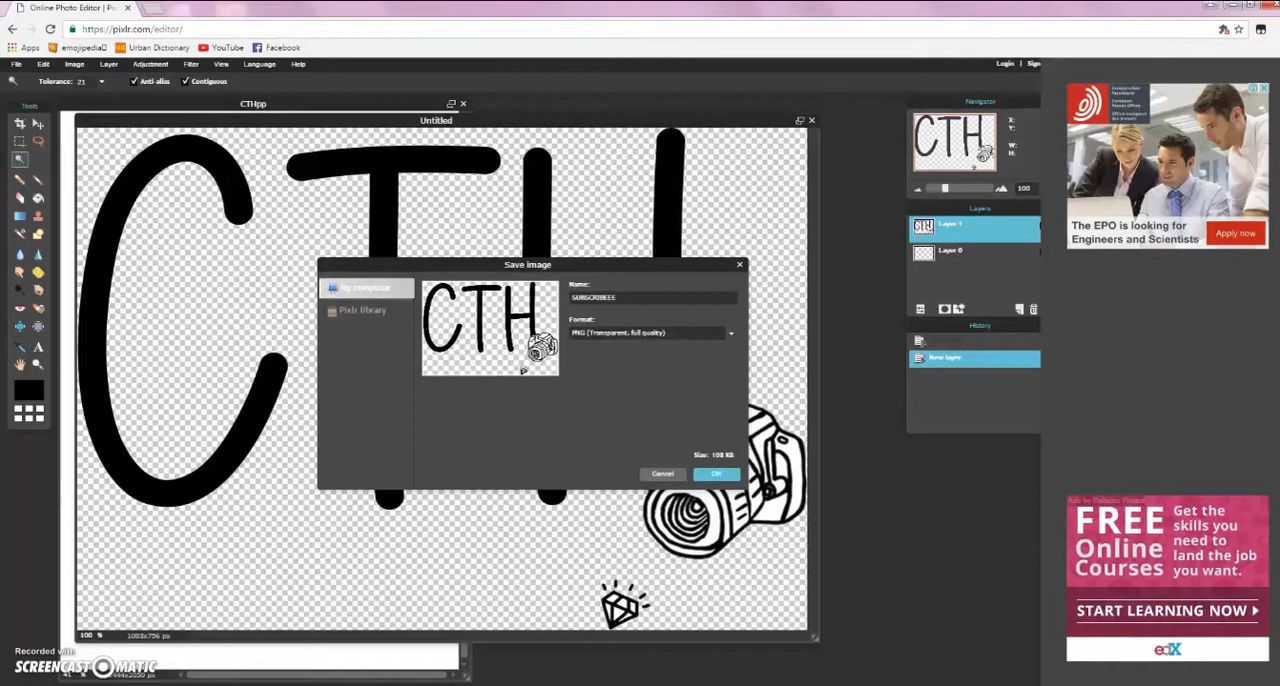 Online Photo Editor | Pix
https://pixlr.com/editor/
Apps emojipedia Urban Dictionary YouTube Facebook
File Edit Image Layer Adjustment Filter View Language Help Login Sign
Tolerance: 21 Anti-alias Contiguous
Tools
CTHpp
Untitled
CTH
Save image
My computer
Pixlr library
CTH
Name:
SUBSCRIBEEE
Format:
PNG (Transparent, full quality)
Size: 108 Kb
Cancel
OK
100 %
1083x756 px
Navigator
CTH
X:
Y:
W:
H:
100
Layers
Layer 1
Layer 0
History
New layer
The EPO is looking for
Engineers and Scientists
Apply now
FREE
Online
Courses
Get the
skills you
need to
land the job
you want.
START LEARNING NOW
edX
Recorded with
SCREENCAST-O-MATIC